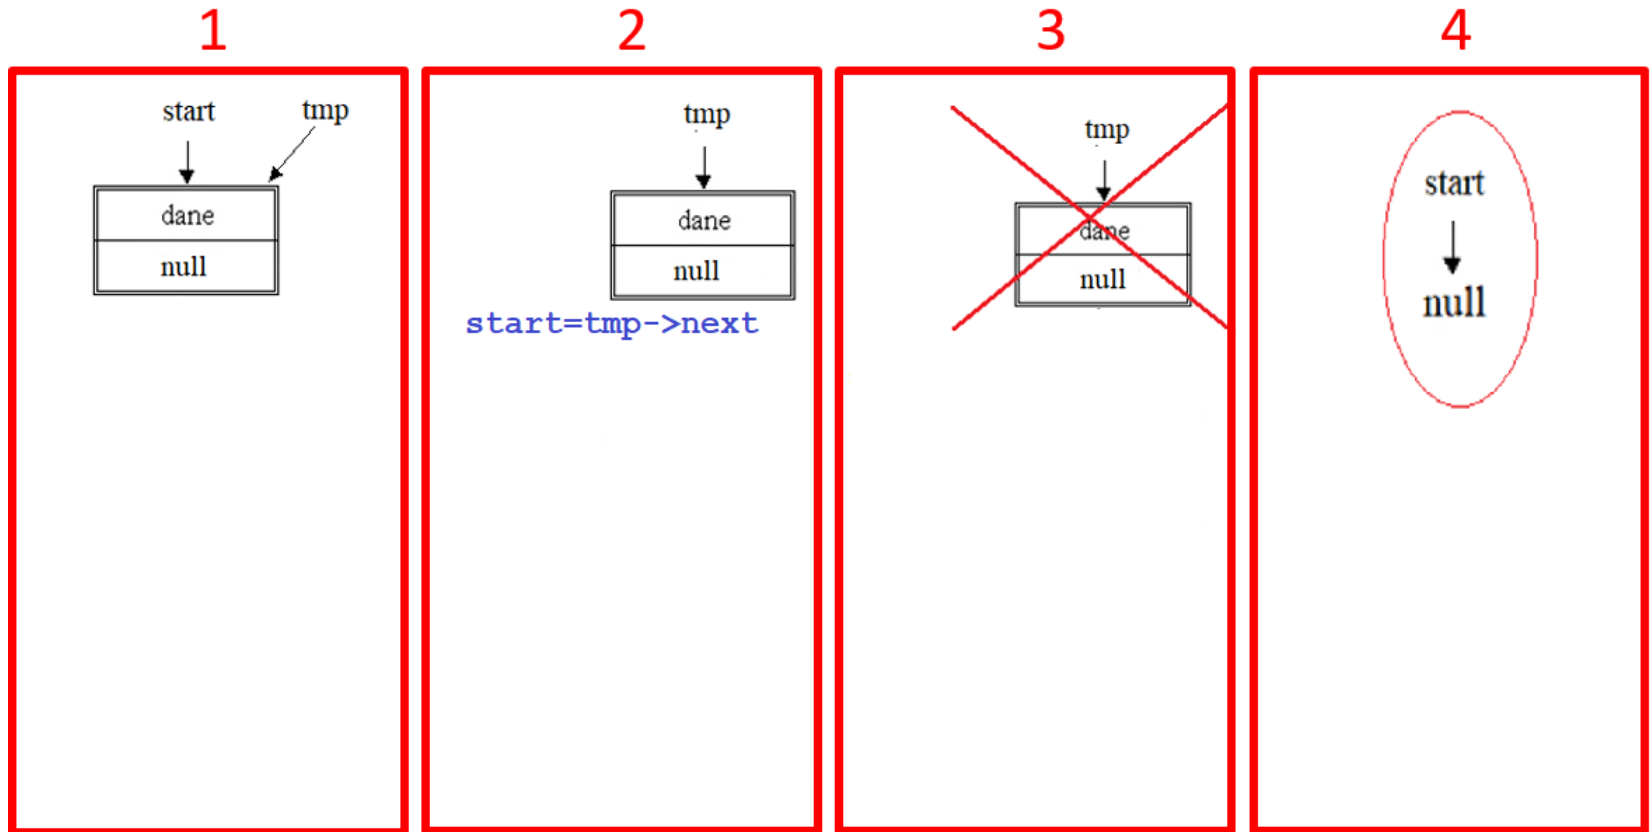 1
start tmp
dane
null
2
tmp
dane
null
start=tmp->next
3
tmp
dane
null
4
start
null